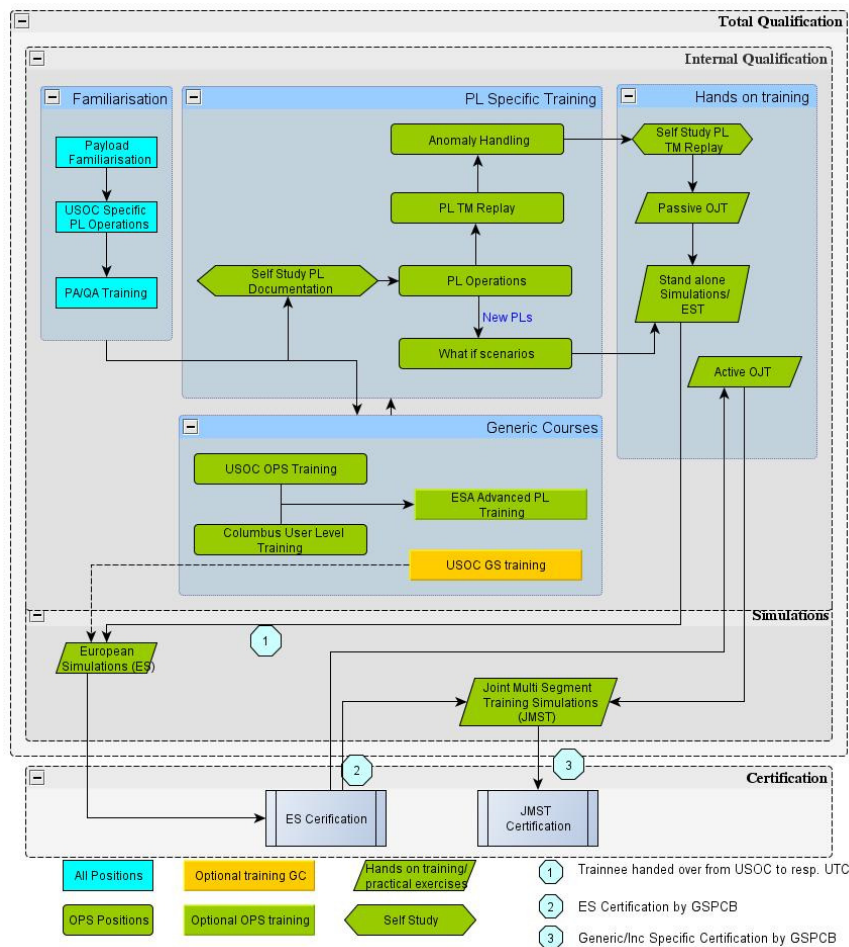 Total Qualification
Internal Qualification
Familiarisation
Payload
Familiarisation
USOC Specific
PL Operations
PA/QA Training
PL Specific Training
Anomaly Handling
PL TM Replay
Self Study PL
Documentation
PL Operations
New PLs
What if scenarios
Hands on training
Self Study PL
TM Replay
Passive OJT
Stand alone
Simulations/
EST
Active OJT
Generic Courses
USOC OPS Training
ESA Advanced PL
Training
Columbus User Level
Training
USOC GS training
Simulations
1
European
Simulations (ES)
Joint Multi Segment
Training Simulations
(JMST)
2
3
Certification
ES Cerification
JMST
Certification
All Positions
Optional training GC
Hands on training/
practical exercises
1 Trainnee handed over from USOC to resp. UTC
OPS Positions
Optional OPS training
Self Study
2 ES Certification by GSPCB
3 Generic/Inc Specific Certification by GSPCB